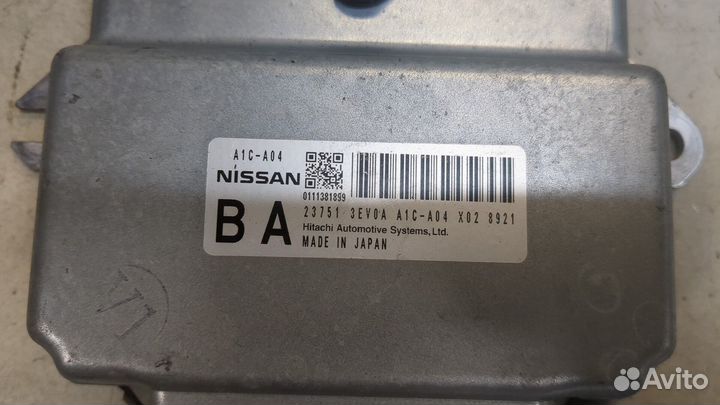 A1C-A04
NISSAN
0111381899
BA
23751 3EV0A A1C-A04 X02 8921
Hitachi Automotive Systems, Ltd.
MADE IN JAPAN
Avito